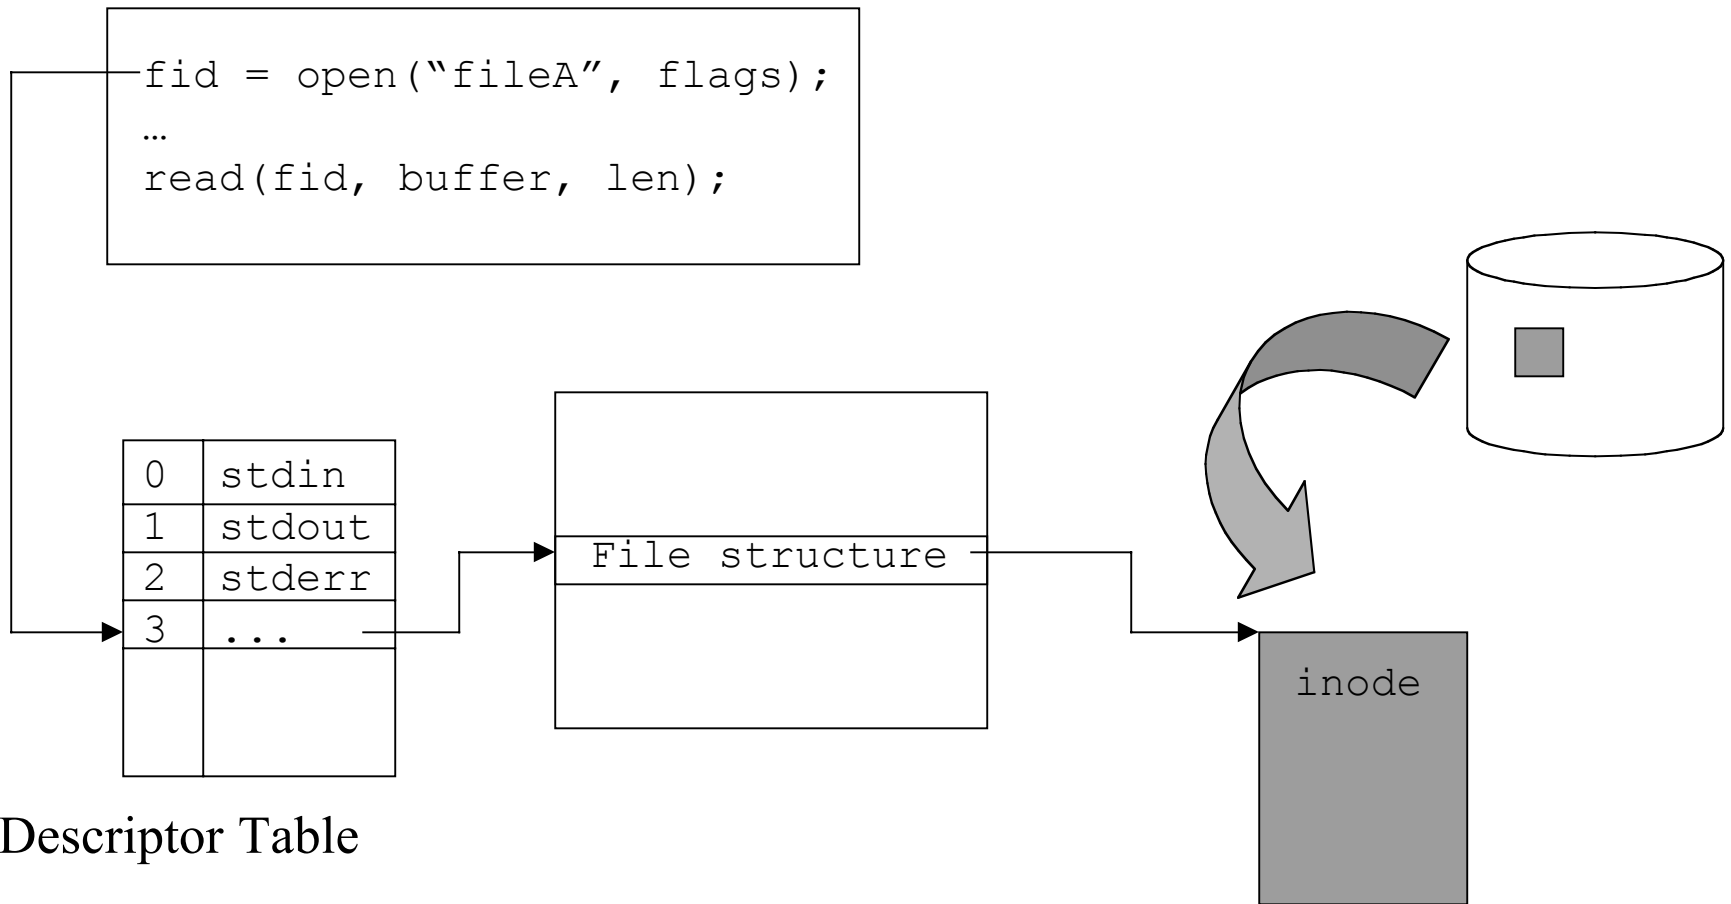 fid = open(“fileA”, flags);
…
read(fid, buffer, len);
0 stdin
1 stdout
2 stderr
3 ...
File structure
inode
Descriptor Table